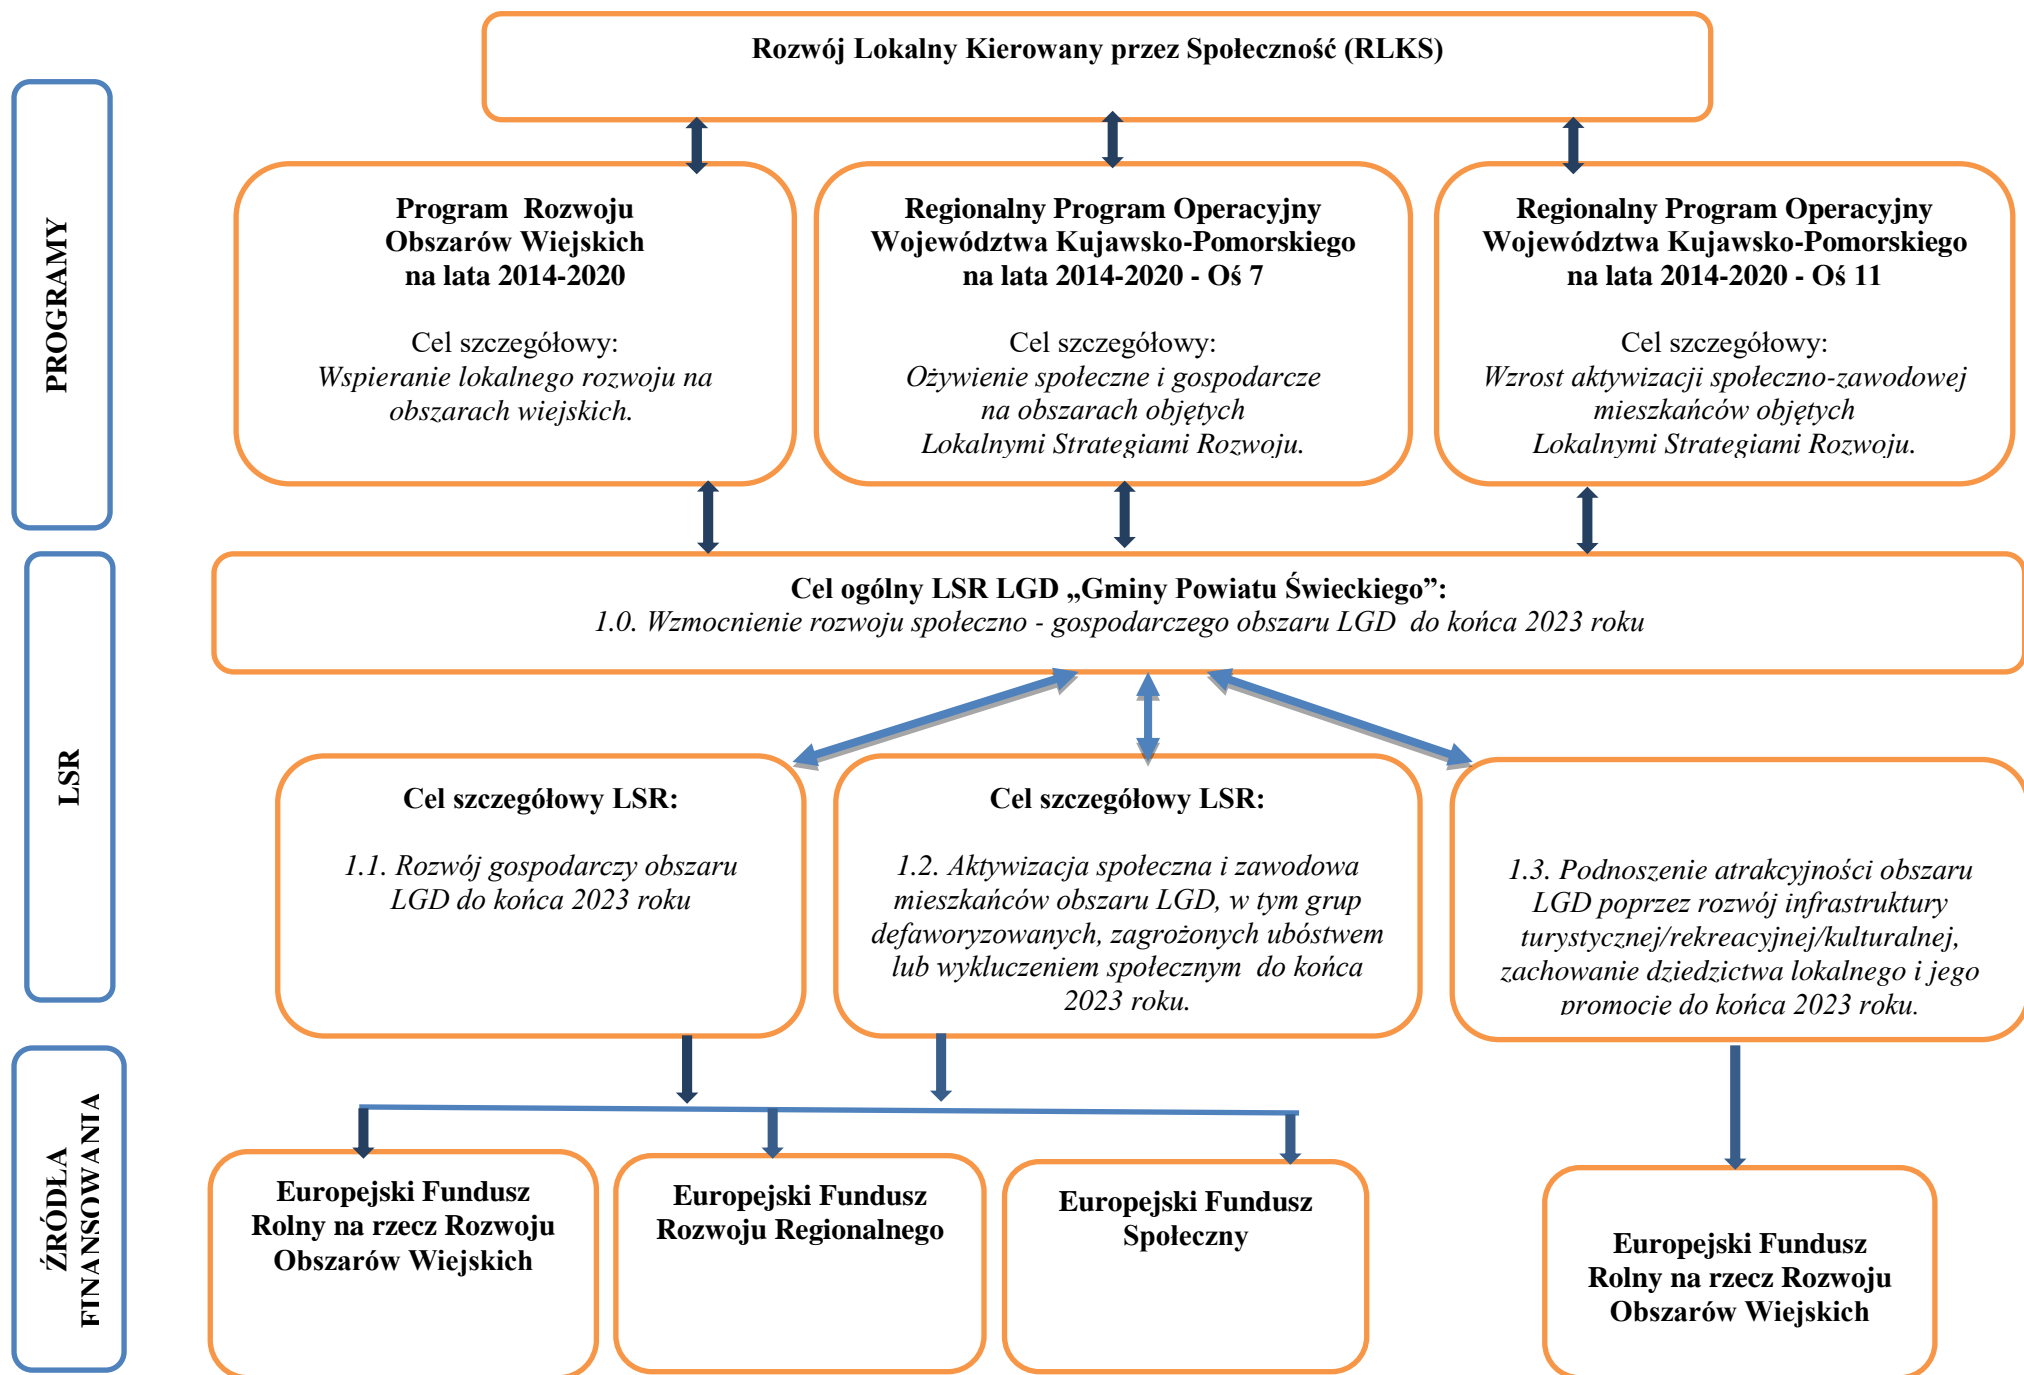 Rozwój Lokalny Kierowany przez Społeczność (RLKS)
PROGRAMY
Program Rozwoju
Obszarów Wiejskich
na lata 2014-2020
Cel szczegółowy:
Wspieranie lokalnego rozwoju na
obszarach wiejskich.
Regionalny Program Operacyjny
Województwa Kujawsko-Pomorskiego
na lata 2014-2020 - Oś 7
Cel szczegółowy:
Ożywienie społeczne i gospodarcze
na obszarach objętych
Lokalnymi Strategiami Rozwoju.
Regionalny Program Operacyjny
Województwa Kujawsko-Pomorskiego
na lata 2014-2020 - Oś 11
Cel szczegółowy:
Wzrost aktywizacji społeczno-zawodowej
mieszkańców objętych
Lokalnymi Strategiami Rozwoju.
LSR
Cel ogólny LSR LGD „Gminy Powiatu Świeckiego”:
1.0. Wzmocnienie rozwoju społeczno - gospodarczego obszaru LGD do końca 2023 roku
Cel szczegółowy LSR:
1.1. Rozwój gospodarczy obszaru
LGD do końca 2023 roku
Cel szczegółowy LSR:
1.2. Aktywizacja społeczna i zawodowa
mieszkańców obszaru LGD, w tym grup
defaworyzowanych, zagrożonych ubóstwem
lub wykluczeniem społecznym do końca
2023 roku.
1.3. Podnoszenie atrakcyjności obszaru
LGD poprzez rozwój infrastruktury
turystycznej/rekreacyjnej/kulturalnej,
zachowanie dziedzictwa lokalnego i jego
promocję do końca 2023 roku.
ŹRÓDŁA
FINANSOWANIA
Europejski Fundusz
Rolny na rzecz Rozwoju
Obszarów Wiejskich
Europejski Fundusz
Rozwoju Regionalnego
Europejski Fundusz
Społeczny
Europejski Fundusz
Rolny na rzecz Rozwoju
Obszarów Wiejskich